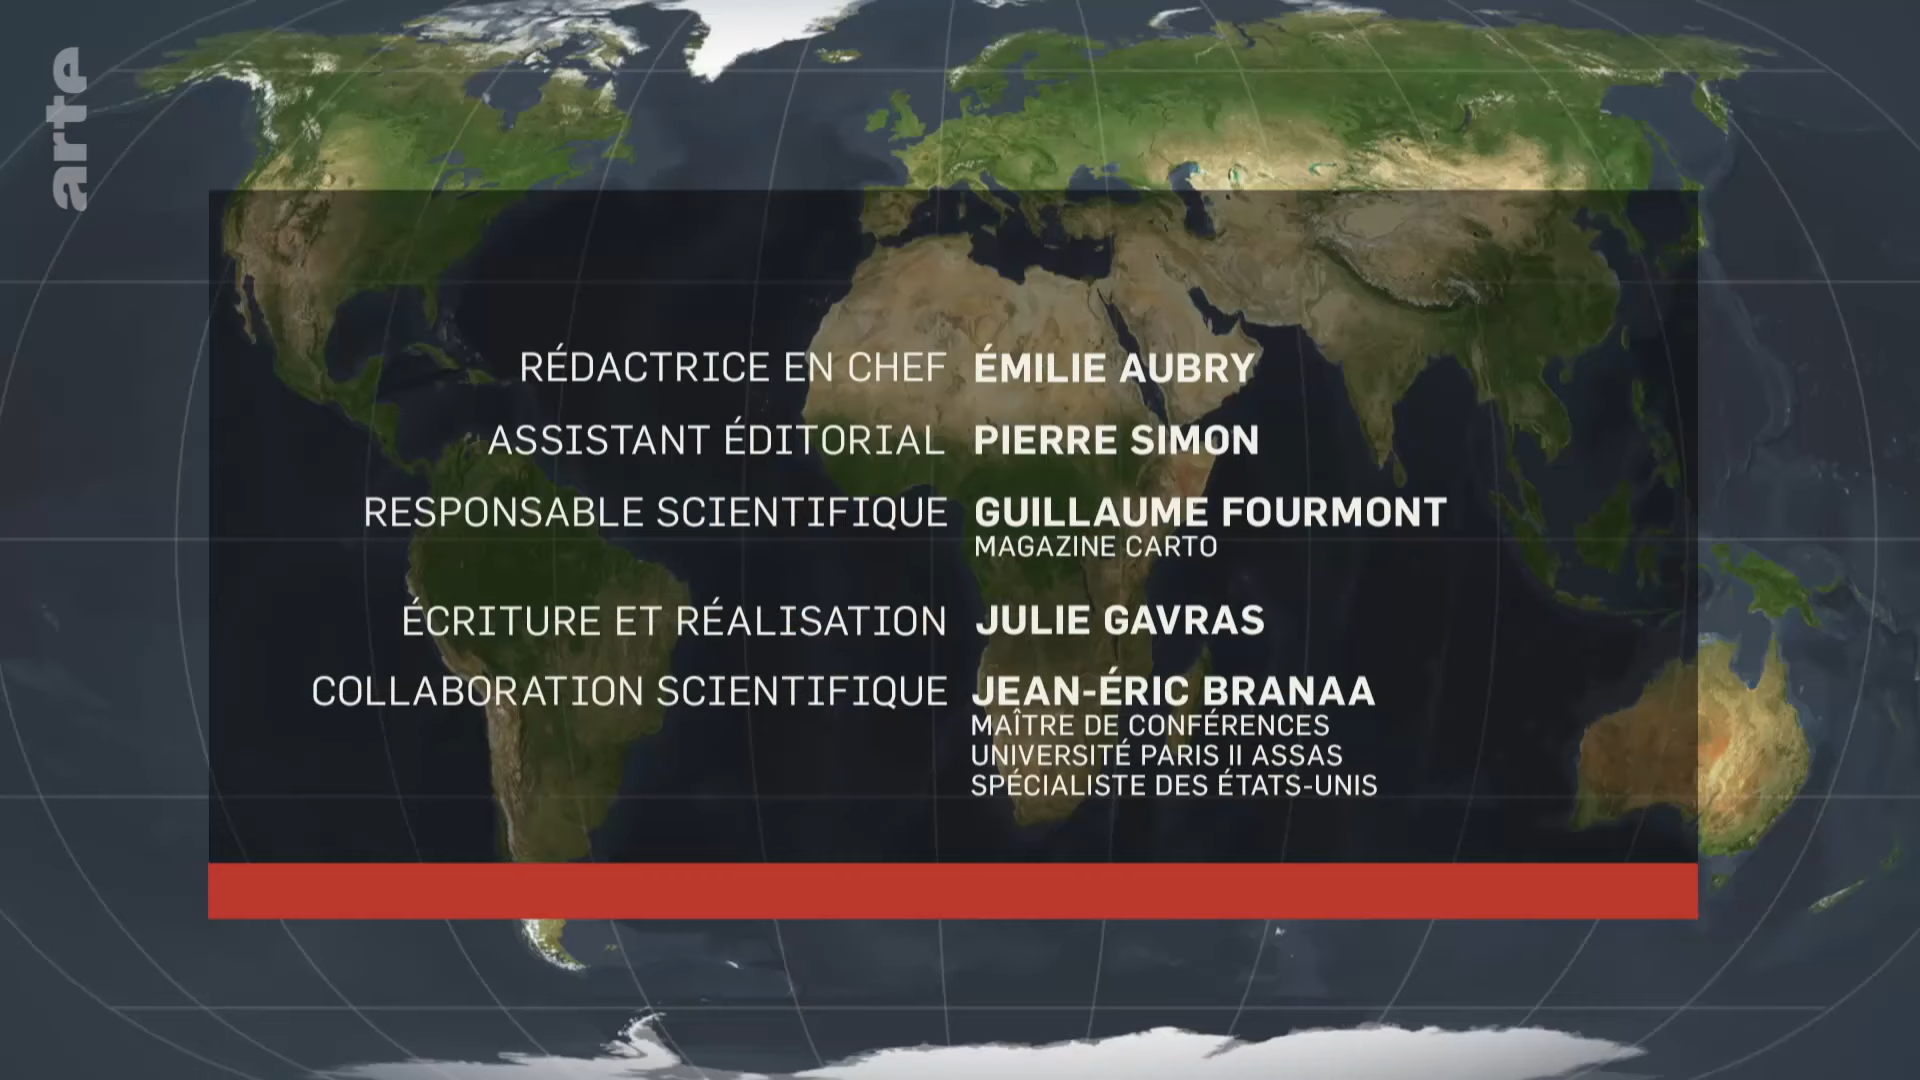 arte
RÉDACTRICE EN CHEF ÉMILIE AUBRY
ASSISTANT ÉDITORIAL PIERRE SIMON
RESPONSABLE SCIENTIFIQUE GUILLAUME FOURMONT
MAGAZINE CARTO
ÉCRITURE ET RÉALISATION JULIE GAVRAS
COLLABORATION SCIENTIFIQUE JEAN-ÉRIC BRANAA
MAÎTRE DE CONFÉRENCES
UNIVERSITÉ PARIS II ASSAS
SPÉCIALISTE DES ÉTATS-UNIS